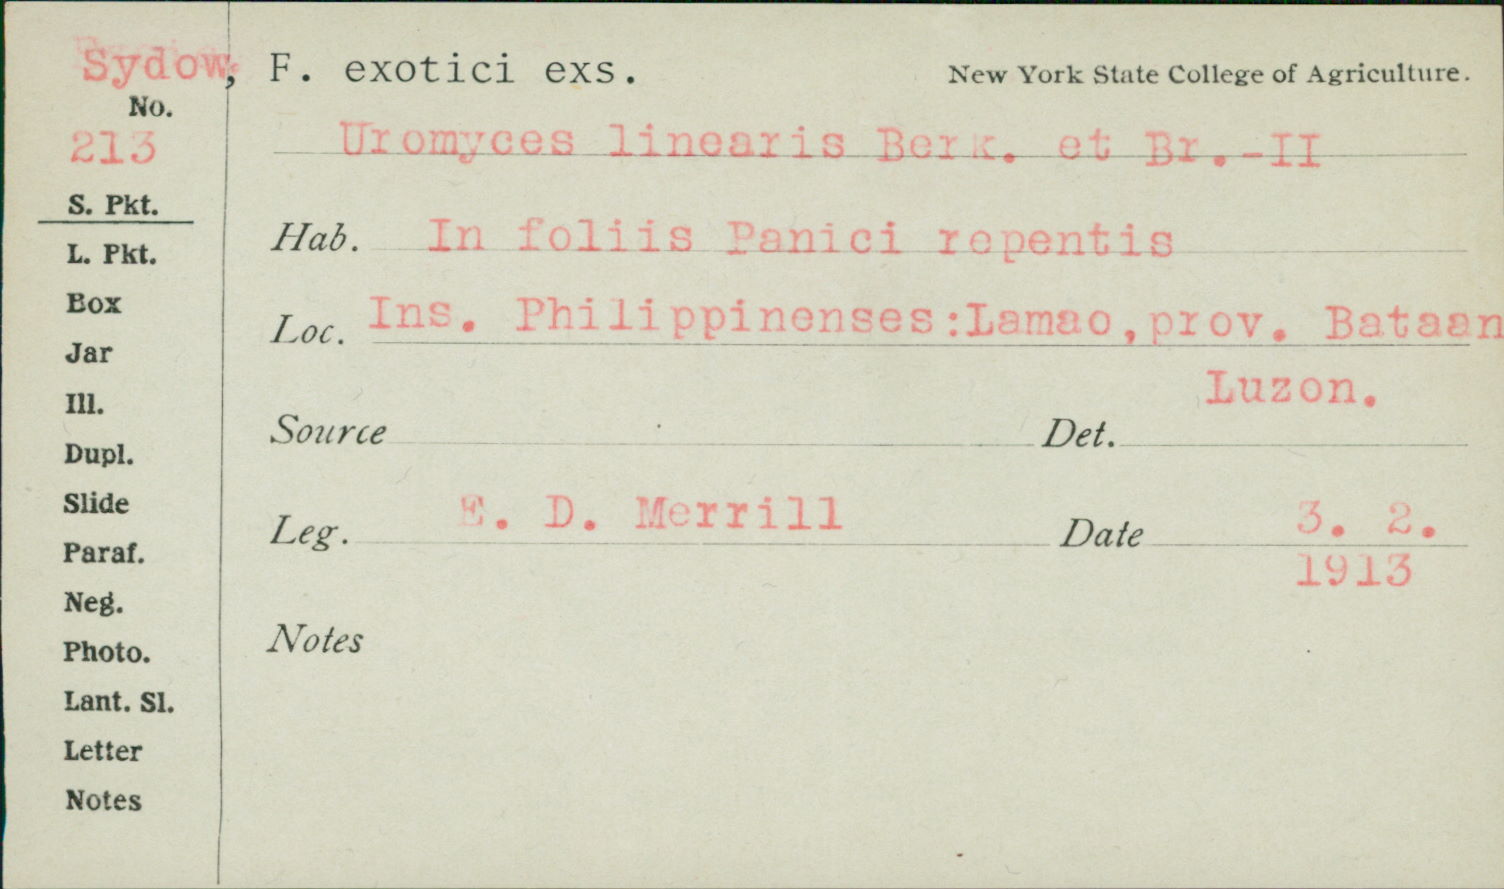 Sydow, F. exotici exs.
New York State College of Agriculture.
No.
213
Uromyces linearis Berk. et Br.-II
S. Pkt.
Hab. In foliis Panici repentis
L. Pkt.
Box
Loc. Ins. Philippinenses:Lamao,prov. Bataan
Jar
Luzon.
Ill.
Source
Det.
Dupl.
Slide
Leg. E. D. Merrill
Date 3. 2.
1913
Paraf.
Neg.
Notes
Photo.
Lant. Sl.
Letter
Notes